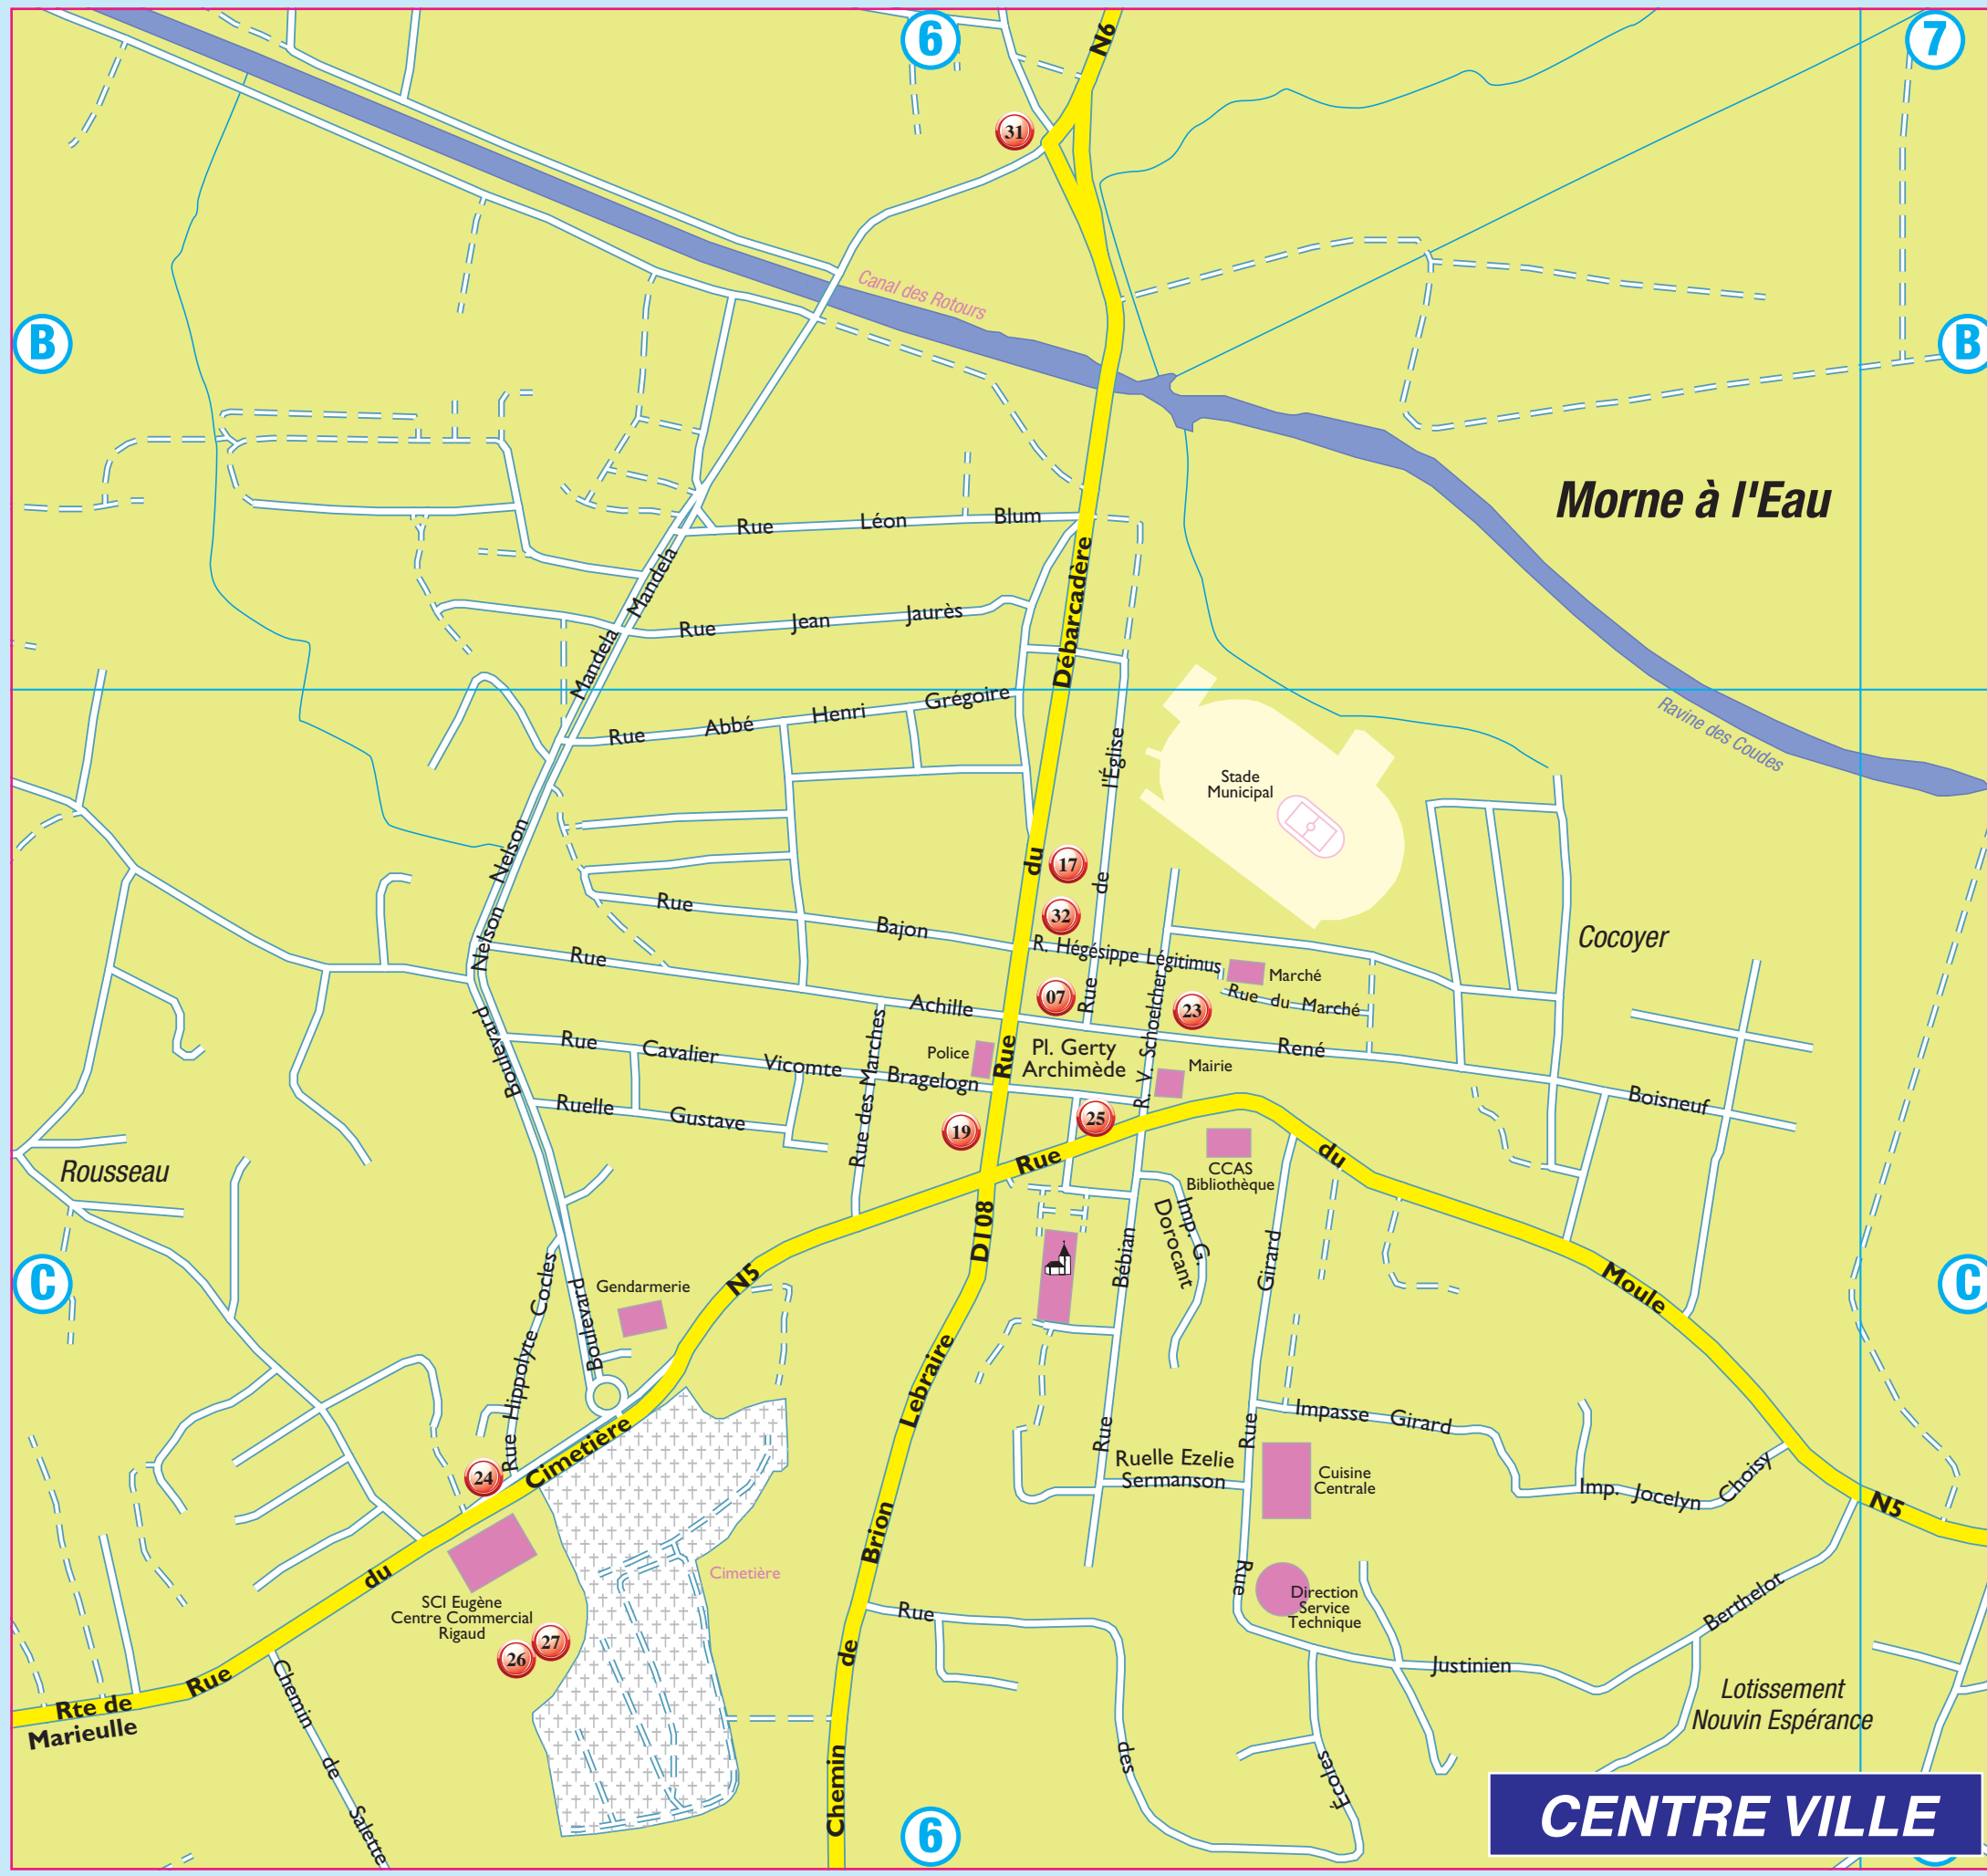 6
7
N6
31
Canal des Rotours
B
B
Morne à l'Eau
Rue Léon Blum
Mandela
Mandela
Débarcadère
Rue Jean Jaurès
Rue Abbé Henri Grégoire
Ravine des Coudes
l'Église
Stade
Municipal
Nelson
Nelson
du
17
de
32
Rue Bajon
Cocoyer
R. Hégésippe Légitimus
Marché
Rue
07
Rue
23
Rue du Marché
Rue Achille René Boisneuf
R. V. Schoelcher
Boulevard
Rue Cavalier Vicomte Bragelogn
Police
Rue
Pl. Gerty
Archimède
Mairie
Rue des Marches
Ruelle Gustave
19
25
Rousseau
Rue du Moule
CCAS
Bibliothèque
D108
Imp. G.
Dorocant
Bébian
Girard
C
C
N5
Gendarmerie
Rue Hippolyte Cocles
Boulevard
Lebraire
Impasse Girard
Rue
Rue
Ruelle Ezelie
Sermanson
Cuisine
Centrale
Imp. Jocelyn Choisy
N5
24
Cimetière
Brion
Cimetière
Rue
Direction
Service
Technique
Berthelot
SCI Eugène
Centre Commercial
Rigaud
du
26
27
Rue
Justinien
de
Rue
Rte de
Marieulle
Lotissement
Nouvin Espérance
Chemin de Salette
Chemin
des
Écoles
6
CENTRE VILLE